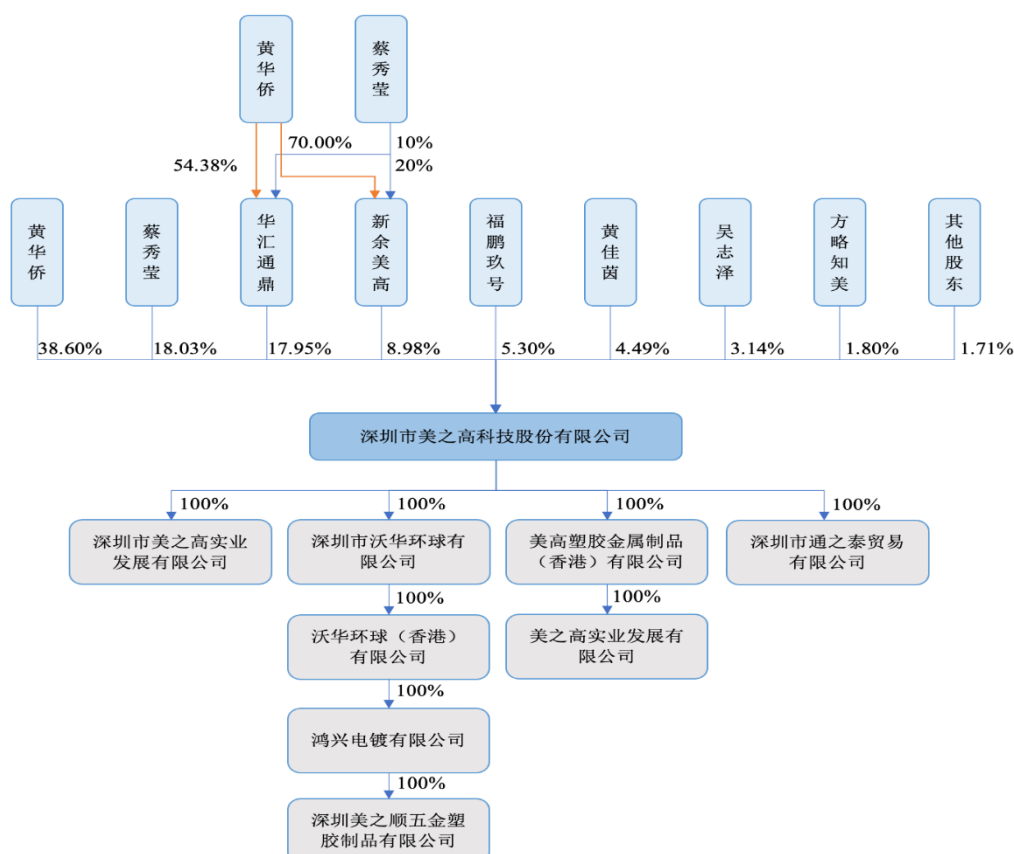 黄华侨
蔡秀莹
70.00%
10%
54.38%
20%
黄华侨
蔡秀莹
华汇通鼎
新余美高
福鹏玖号
黄佳茵
吴志泽
方略知美
其他股东
38.60%
18.03%
17.95%
8.98%
5.30%
4.49%
3.14%
1.80%
1.71%
深圳市美之高科技股份有限公司
100%
100%
100%
100%
深圳市美之高实业
发展有限公司
深圳市沃华环球有
限公司
美高塑胶金属制品
（香港）有限公司
深圳市通之泰贸易
有限公司
100%
100%
沃华环球（香港）
有限公司
美之高实业发展有
限公司
100%
鸿兴电镀有限公司
100%
深圳美之顺五金塑
胶制品有限公司